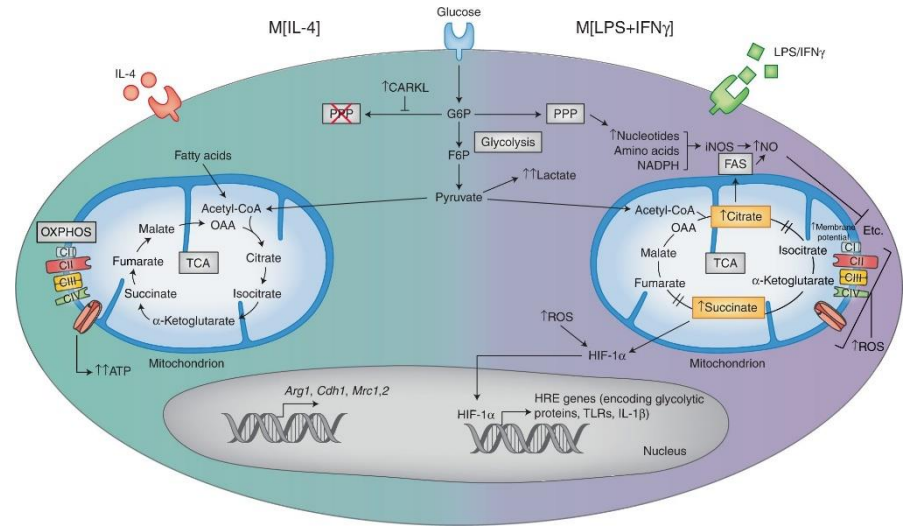 Glucose
M[IL-4]
M[LPS+IFNγ]
IL-4
LPS/IFNγ
↑CARKL
PPP
G6P
PPP
Glycolysis
F6P
↑Nucleotides
Amino acids
NADPH
iNOS
↑NO
FAS
Fatty acids
Pyruvate
↑↑Lactate
Acetyl-CoA
OAA
Malate
Citrate
Fumarate
TCA
Isocitrate
Succinate
α-Ketoglutarate
OXPHOS
CI
CII
CIII
CIV
Mitochondrion
↑↑ATP
Acetyl-CoA
OAA
↑Citrate
↑Membrane
potential
Etc.
Malate
Isocitrate
TCA
Fumarate
α-Ketoglutarate
↑Succinate
CI
CII
CIII
CIV
Mitochondrion
↑ROS
↑ROS
HIF-1α
Arg1, Cdh1, Mrc1,2
HIF-1α
HRE genes (encoding glycolytic
proteins, TLRs, IL-1β)
Nucleus